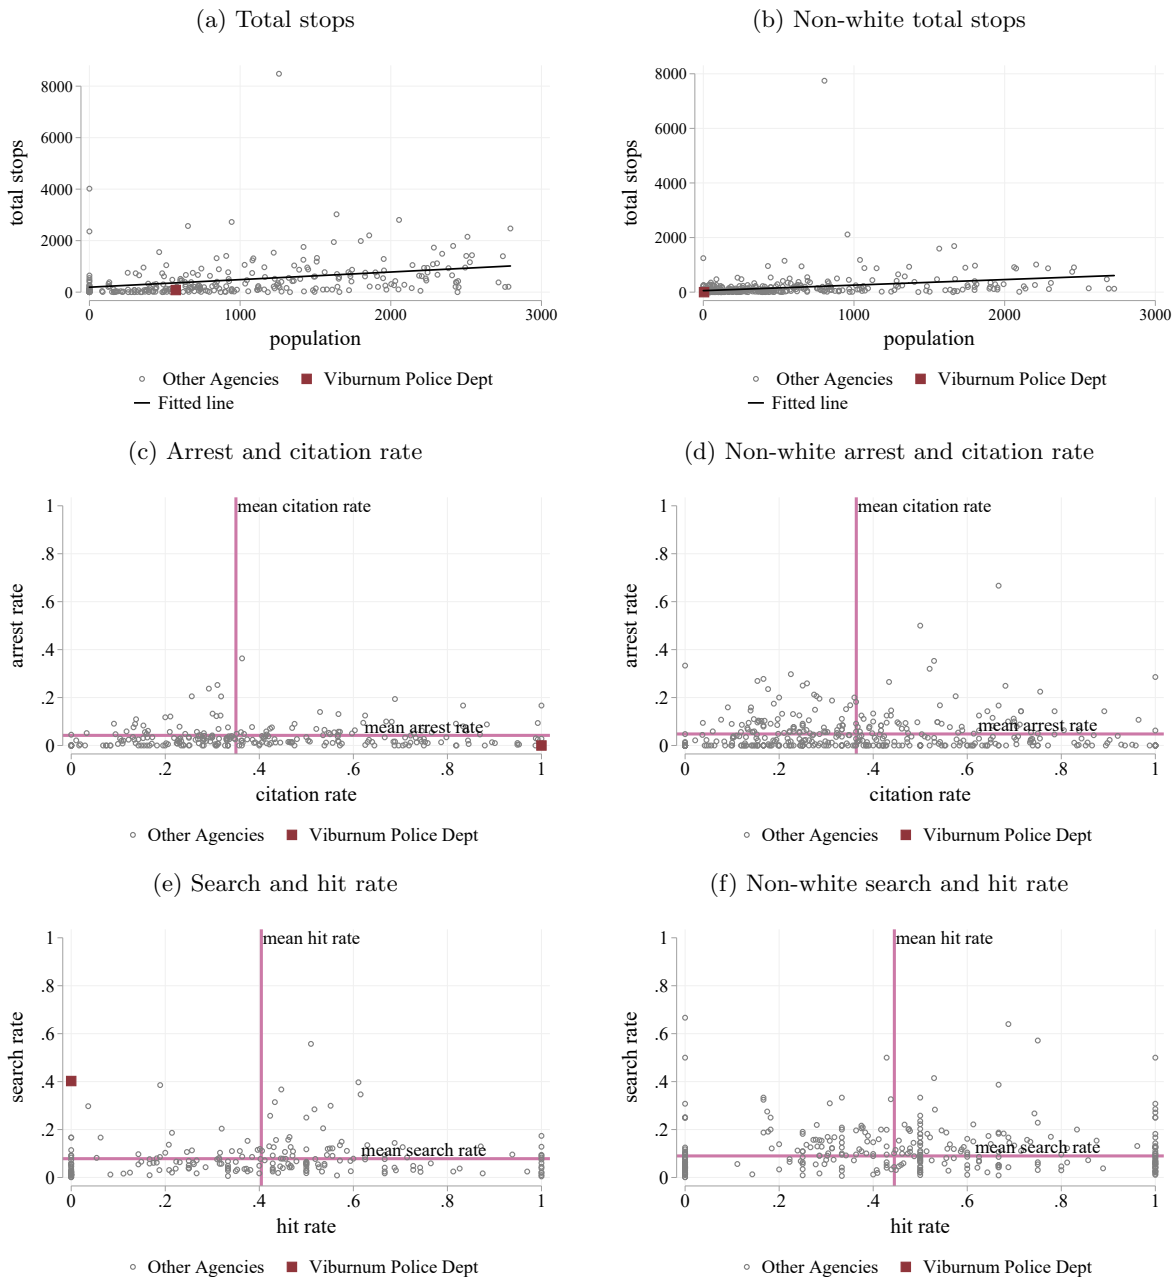 (a) Total stops
(b) Non-white total stops
8000
6000
4000
2000
0
total stops
0 1000 2000 3000
population
Other Agencies Viburnum Police Dept
Fitted line
8000
6000
4000
2000
0
total stops
0 1000 2000 3000
population
Other Agencies Viburnum Police Dept
Fitted line
(c) Arrest and citation rate
(d) Non-white arrest and citation rate
1
.8
.6
.4
.2
0
arrest rate
mean citation rate
mean arrest rate
0 .2 .4 .6 .8 1
citation rate
Other Agencies Viburnum Police Dept
1
.8
.6
.4
.2
0
arrest rate
mean citation rate
mean arrest rate
0 .2 .4 .6 .8 1
citation rate
Other Agencies Viburnum Police Dept
(e) Search and hit rate
(f) Non-white search and hit rate
1
.8
.6
.4
.2
0
search rate
mean hit rate
mean search rate
0 .2 .4 .6 .8 1
hit rate
Other Agencies Viburnum Police Dept
1
.8
.6
.4
.2
0
search rate
mean hit rate
mean search rate
0 .2 .4 .6 .8 1
hit rate
Other Agencies Viburnum Police Dept